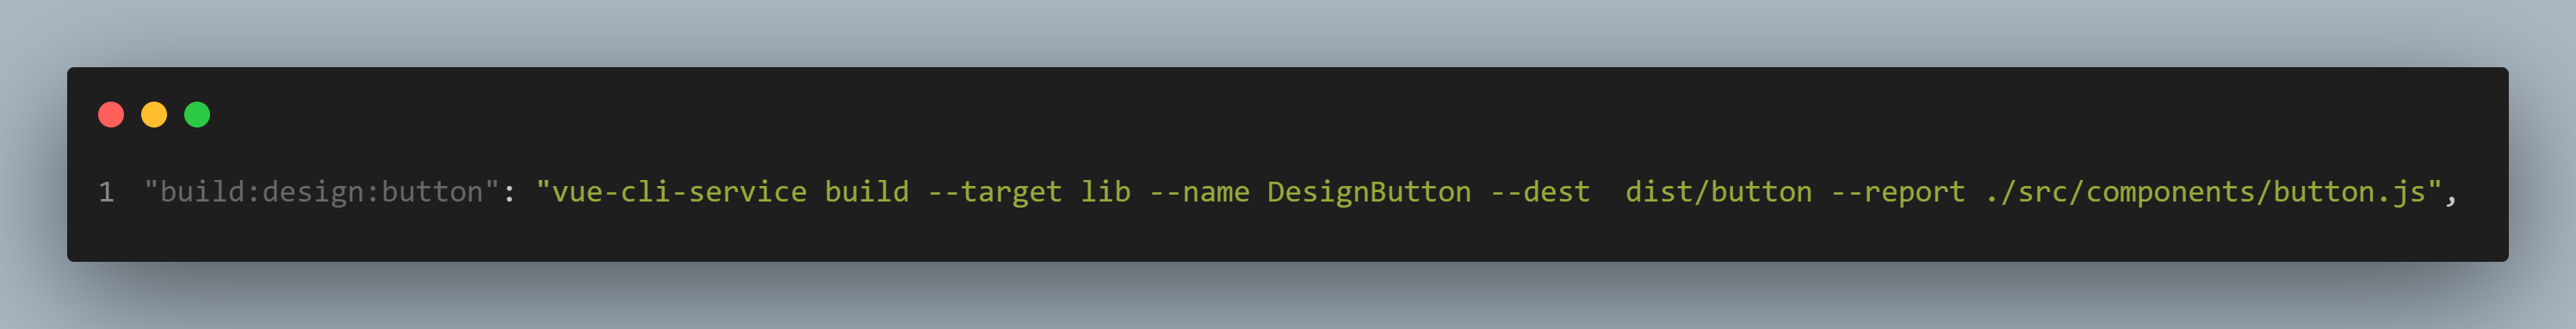 1 "build:design:button": "vue-cli-service build --target lib --name DesignButton --dest  dist/button --report ./src/components/button.js",